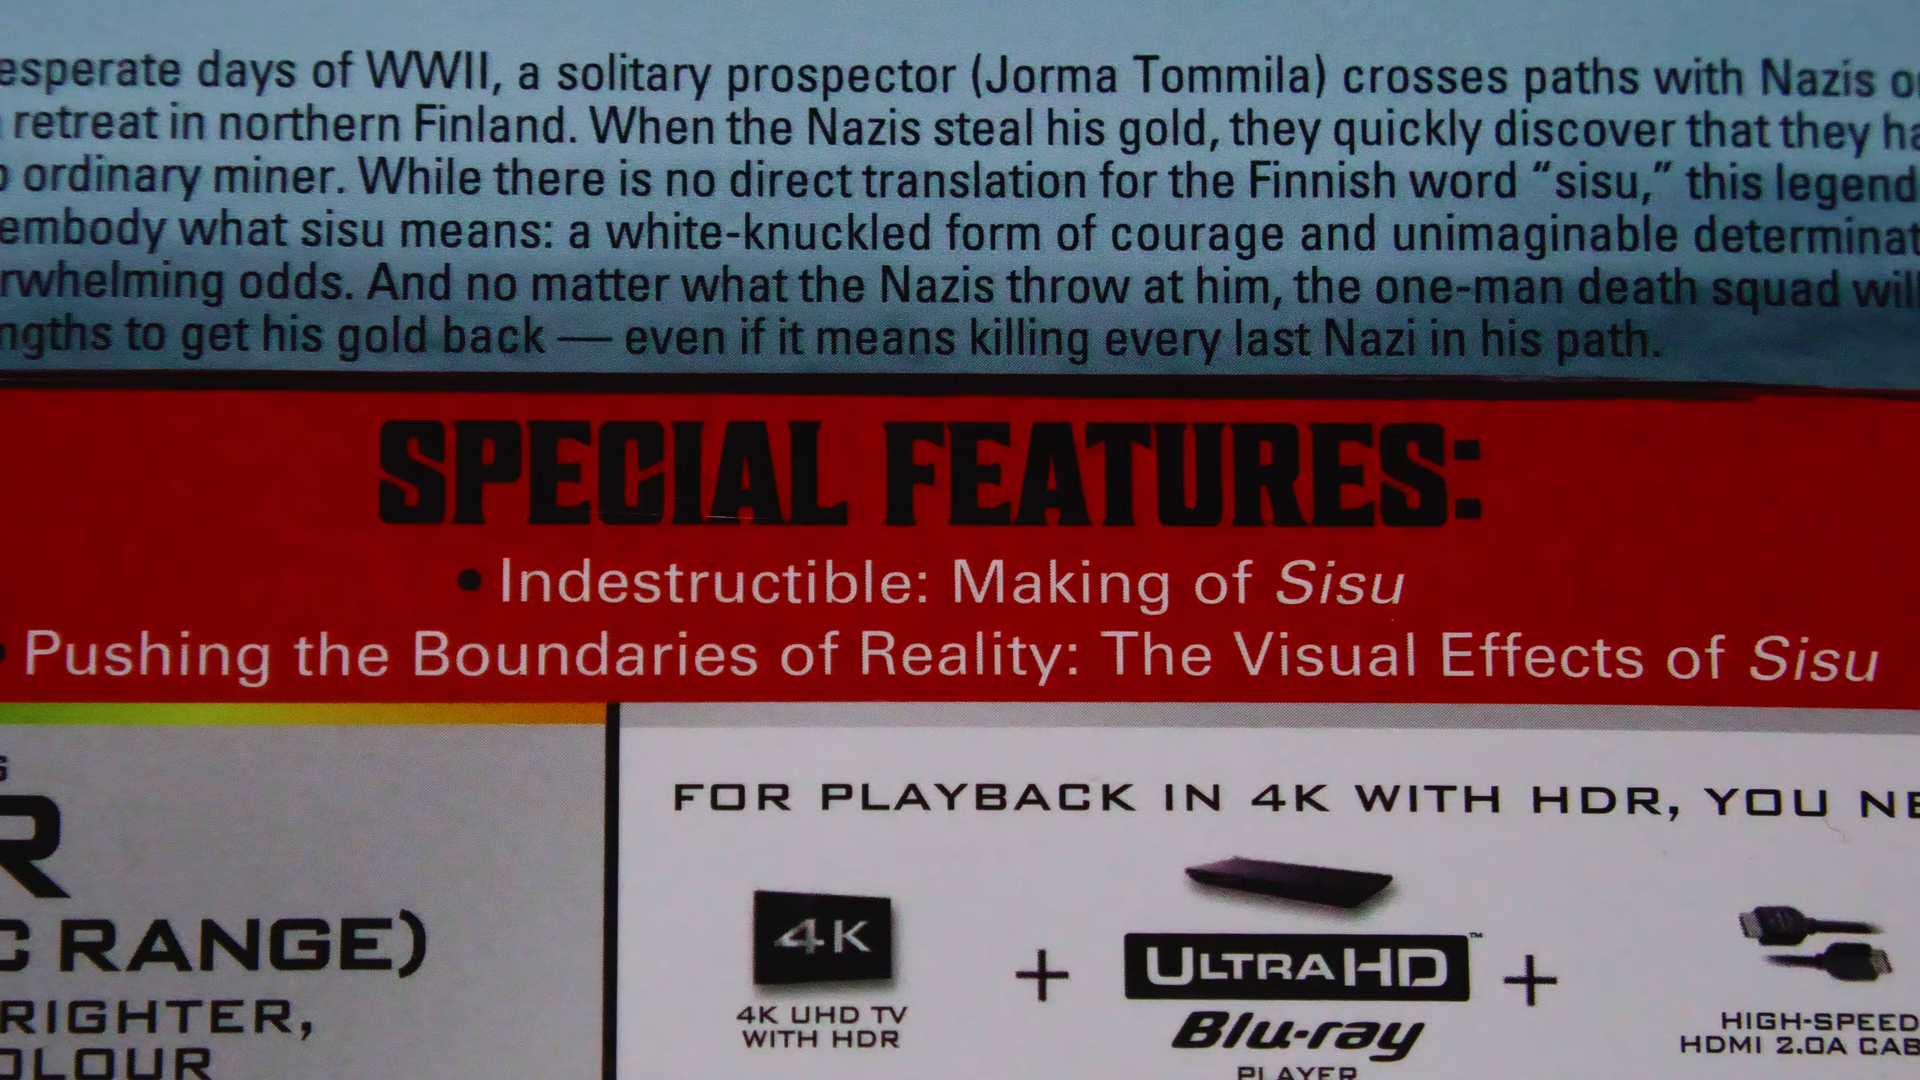 esperate days of WWII, a solitary prospector (Jorma Tommila) crosses paths with Nazis o
retreat in northern Finland. When the Nazis steal his gold, they quickly discover that they ha
ordinary miner. While there is no direct translation for the Finnish word “sisu,” this legend
embody what sisu means: a white-knuckled form of courage and unimaginable determinat
rwhelming odds. And no matter what the Nazis throw at him, the one-man death squad will
ngths to get his gold back — even if it means killing every last Nazi in his path.
SPECIAL FEATURES:
• Indestructible: Making of Sisu
• Pushing the Boundaries of Reality: The Visual Effects of Sisu
R
C RANGE)
RIGHTER,
OLOUR
FOR PLAYBACK IN 4K WITH HDR, YOU NE
4K
4K UHD TV
WITH HDR
+
ULTRA HD™
Blu-ray
PLAYER
+
HIGH-SPEED
HDMI 2.0A CAB